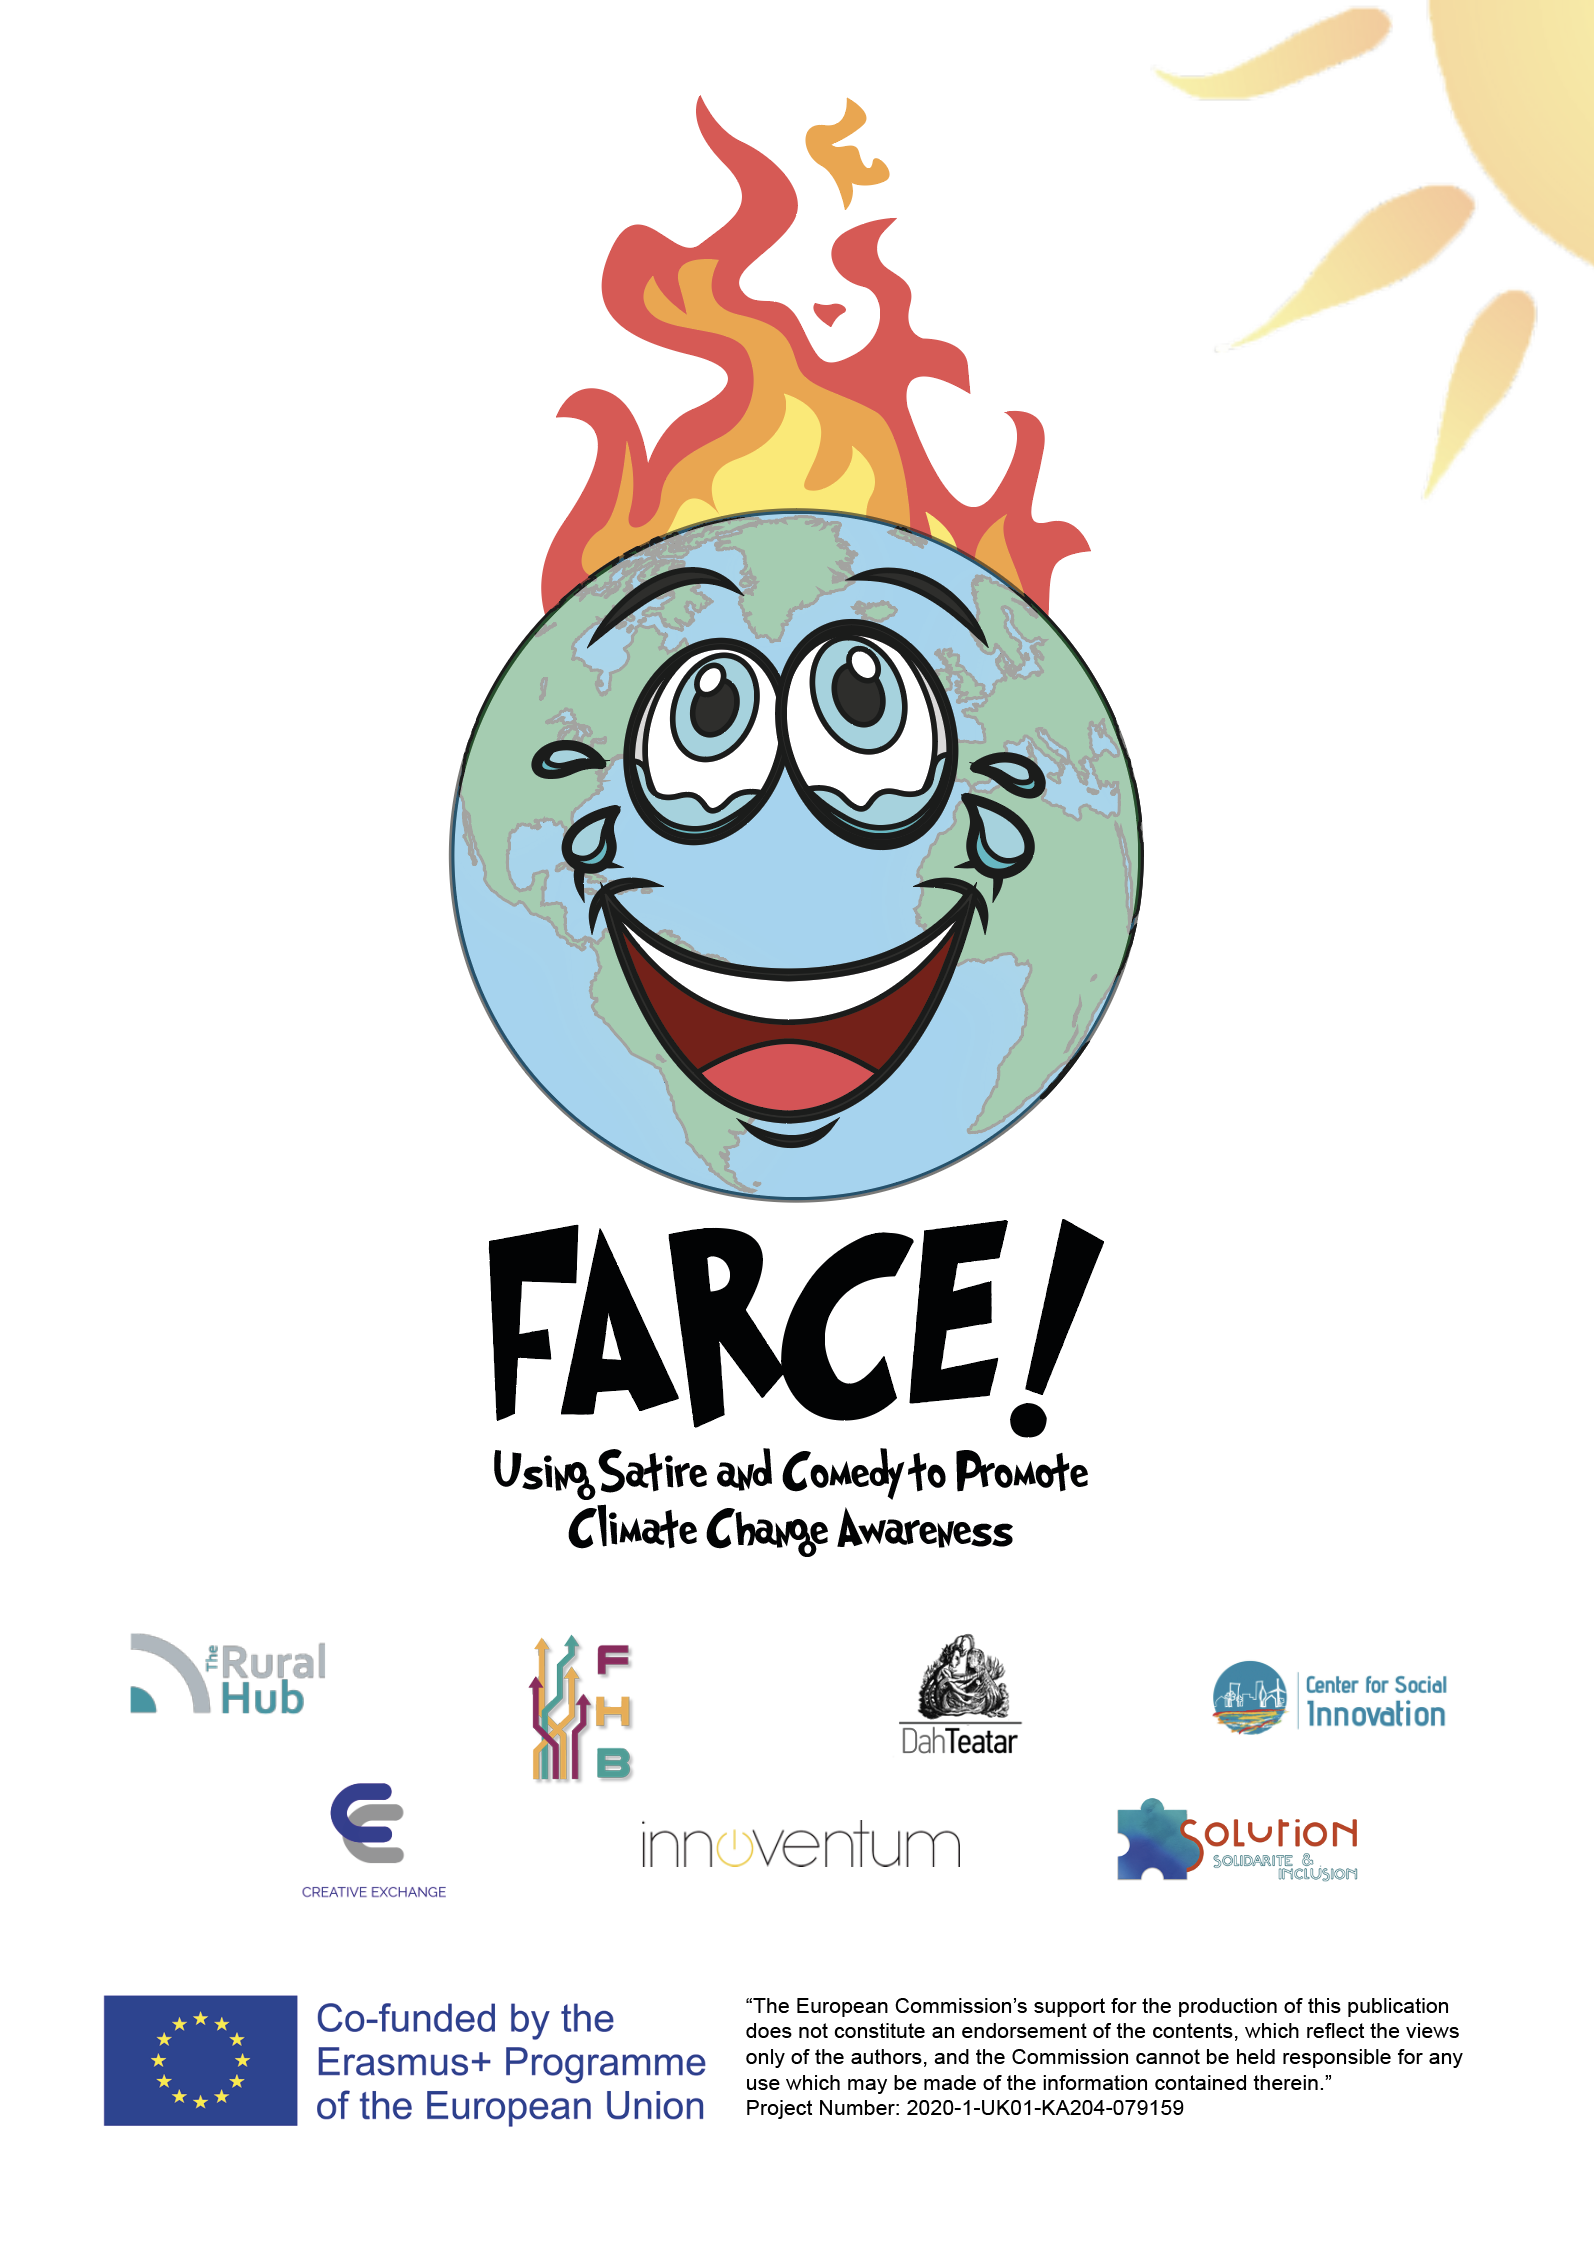 FARCE!
Using Satire and Comedy to Promote
Climate Change Awareness
The Rural
Hub
F
H
B
DahTeatar
Center for Social
Innovation
CREATIVE EXCHANGE
innoventum
SOLUTION
SOLIDARITE &
INCLUSION
Co-funded by the
Erasmus+ Programme
of the European Union
“The European Commission’s support for the production of this publication
does not constitute an endorsement of the contents, which reflect the views
only of the authors, and the Commission cannot be held responsible for any
use which may be made of the information contained therein.”
Project Number: 2020-1-UK01-KA204-079159